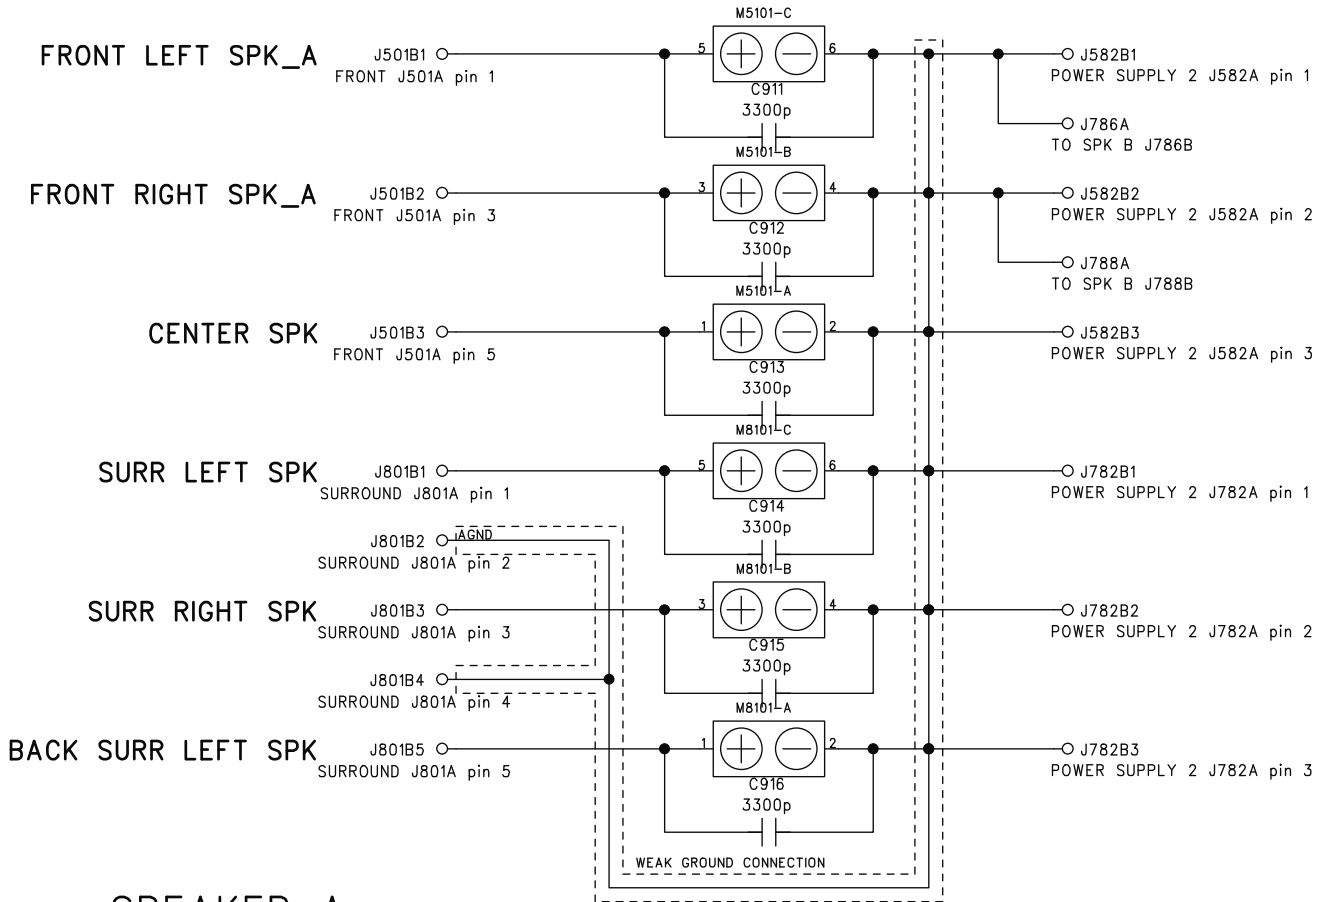 M5101-C
FRONT LEFT SPK_A
J501B1
5
6
J582B1
FRONT J501A pin 1
POWER SUPPLY 2 J582A pin 1
C911
3300p
J786A
TO SPK B J786B
M5101-B
FRONT RIGHT SPK_A
J501B2
3
4
J582B2
FRONT J501A pin 3
POWER SUPPLY 2 J582A pin 2
C912
3300p
J788A
TO SPK B J788B
M5101-A
CENTER SPK
J501B3
1
2
J582B3
FRONT J501A pin 5
POWER SUPPLY 2 J582A pin 3
C913
3300p
M8101-C
SURR LEFT SPK
J801B1
5
6
J782B1
SURROUND J801A pin 1
POWER SUPPLY 2 J782A pin 1
C914
3300p
J801B2
AGND
SURROUND J801A pin 2
M8101-B
SURR RIGHT SPK
J801B3
3
4
J782B2
SURROUND J801A pin 3
POWER SUPPLY 2 J782A pin 2
C915
3300p
J801B4
SURROUND J801A pin 4
M8101-A
BACK SURR LEFT SPK
J801B5
1
2
J782B3
SURROUND J801A pin 5
POWER SUPPLY 2 J782A pin 3
C916
3300p
WEAK GROUND CONNECTION
SPEAKER A